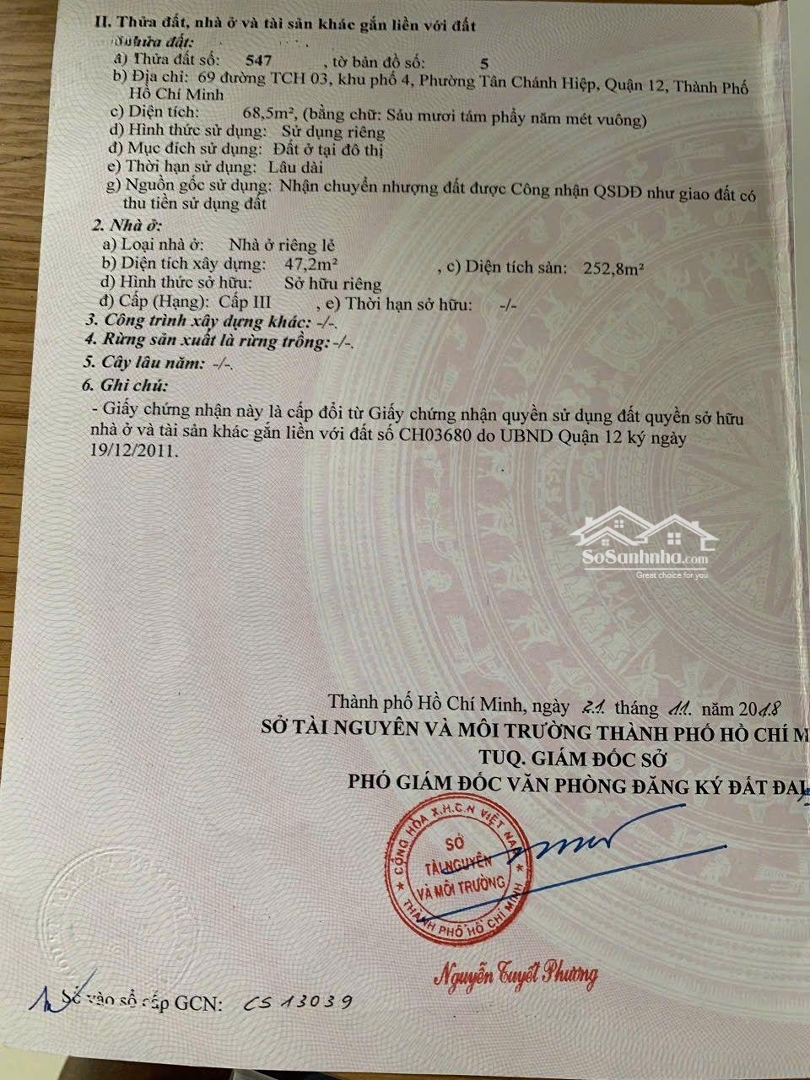 II. Thửa đất, nhà ở và tài sản khác gắn liền với đất
đất:
a) Thửa đất số: 547 , tờ bản đồ số: 5
b) Địa chỉ: 69 đường TCH 03, khu phố 4, Phường Tân Chánh Hiệp, Quận 12, Thành Phố
Hồ Chí Minh
c) Diện tích: 68,5m², (bằng chữ: Sáu mươi tám phẩy năm mét vuông)
d) Hình thức sử dụng: Sử dụng riêng
đ) Mục đích sử dụng: Đất ở tại đô thị
e) Thời hạn sử dụng: Lâu dài
g) Nguồn gốc sử dụng: Nhận chuyển nhượng đất được Công nhận QSDĐ như giao đất có
thu tiền sử dụng đất
2. Nhà ở:
a) Loại nhà ở: Nhà ở riêng lẻ
b) Diện tích xây dựng: 47,2m² , c) Diện tích sàn: 252,8m²
d) Hình thức sở hữu: Sở hữu riêng
đ) Cấp (Hạng): Cấp III , e) Thời hạn sở hữu: -/-
3. Công trình xây dựng khác: -/-.
4. Rừng sản xuất là rừng trồng: -/-.
5. Cây lâu năm: -/-.
6. Ghi chú:
- Giấy chứng nhận này là cấp đổi từ Giấy chứng nhận quyền sử dụng đất quyền sở hữu
nhà ở và tài sản khác gắn liền với đất số CH03680 do UBND Quận 12 ký ngày
19/12/2011.
SoSanhnha.com
Great choice for you
Thành phố Hồ Chí Minh, ngày 21 tháng 11 năm 2018
SỞ TÀI NGUYÊN VÀ MÔI TRƯỜNG THÀNH PHỐ HỒ CHÍ M
TUQ. GIÁM ĐỐC SỞ
PHÓ GIÁM ĐỐC VĂN PHÒNG ĐĂNG KÝ ĐẤT ĐAI
CỘNG HÒA X.H.C.N VIỆT NAM
SỞ
TÀI NGUYÊN
VÀ MÔI TRƯỜNG
THÀNH PHỐ HỒ CHÍ MINH
Nguyễn Tuyết Phương
Số vào sổ cấp GCN: CS 13039